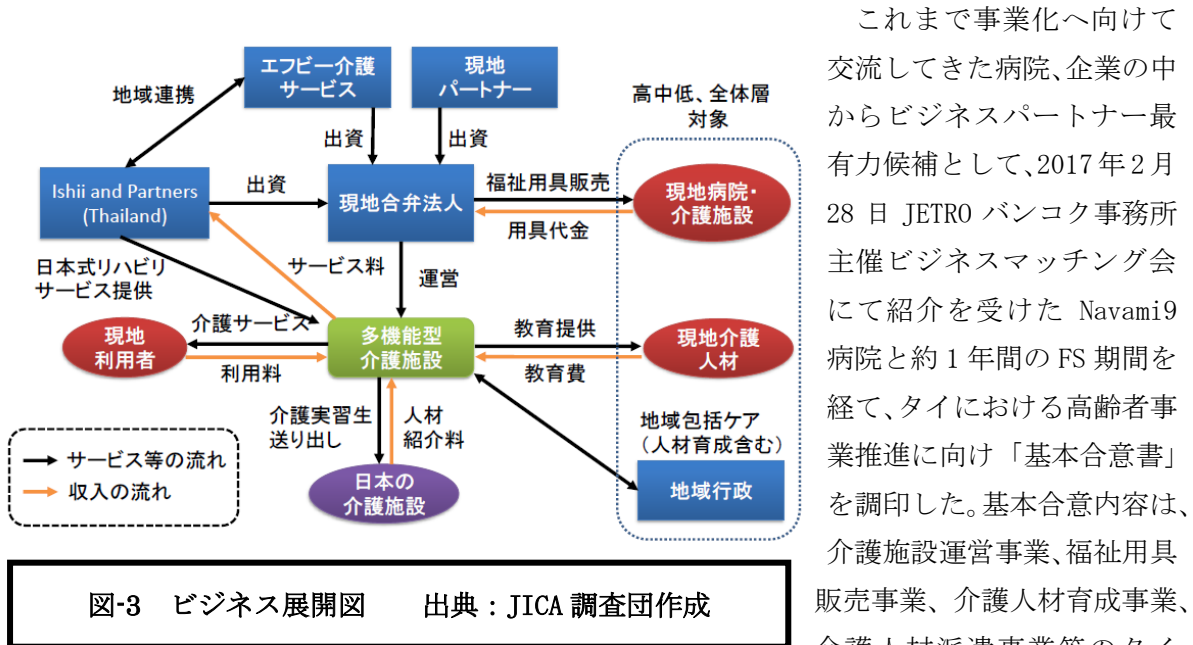 エフビー介護
サービス
現地
パートナー
地域連携
高中低、全体層
対象
出資
出資
Ishii and Partners
(Thailand)
出資
現地合弁法人
福祉用具販売
用具代金
現地病院・
介護施設
日本式リハビリ
サービス提供
サービス料
運営
現地
利用者
介護サービス
利用料
多機能型
介護施設
教育提供
教育費
現地介護
人材
介護実習生
送り出し
人材
紹介料
地域包括ケア
（人材育成含む）
サービス等の流れ
収入の流れ
日本の
介護施設
地域行政
図-3 ビジネス展開図 出典：JICA 調査団作成
これまで事業化へ向けて
交流してきた病院、企業の中
からビジネスパートナー最
有力候補として、2017 年 2 月
28 日 JETRO バンコク事務所
主催ビジネスマッチング会
にて紹介を受けた Navami9
病院と約 1 年間の FS 期間を
経て、タイにおける高齢者事
業推進に向け「基本合意書」
を調印した。基本合意内容は、
介護施設運営事業、福祉用具
販売事業、介護人材育成事業、
介護人材派遣事業等のタイ